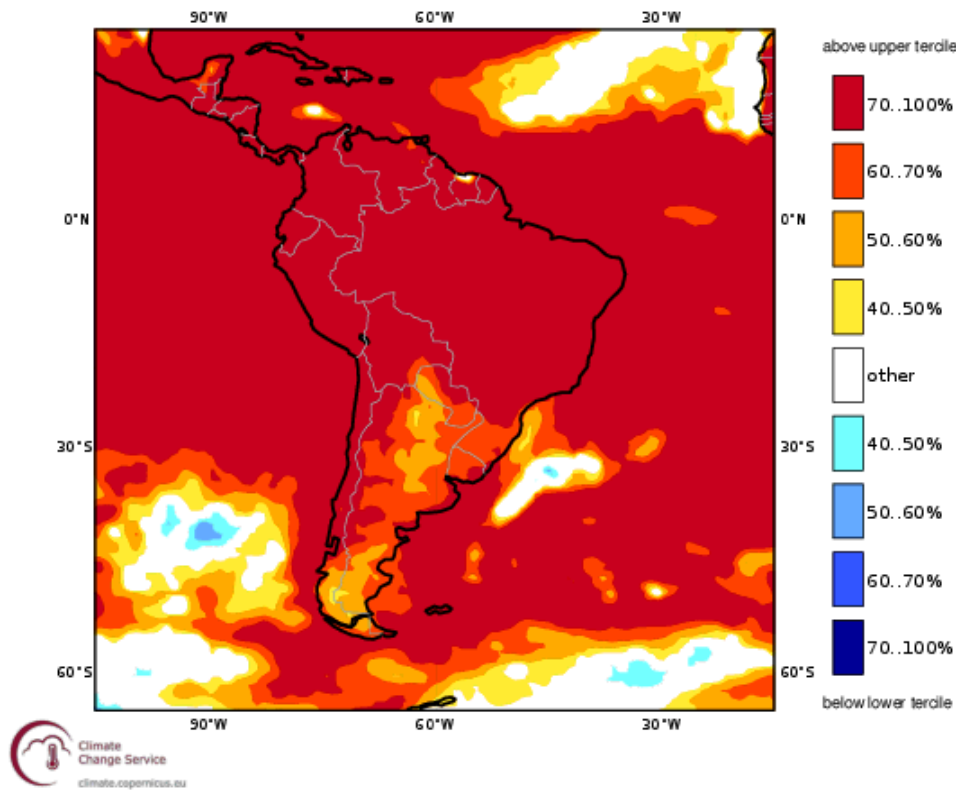 90°W 60°W 30°W
above upper tercile
70..100%
60..70%
50..60%
40..50%
other
40..50%
50..60%
60..70%
70..100%
below lower tercile
0°N 0°N
30°S 30°S
60°S 60°S
90°W 60°W 30°W
Climate
Change Service
climate.copernicus.eu